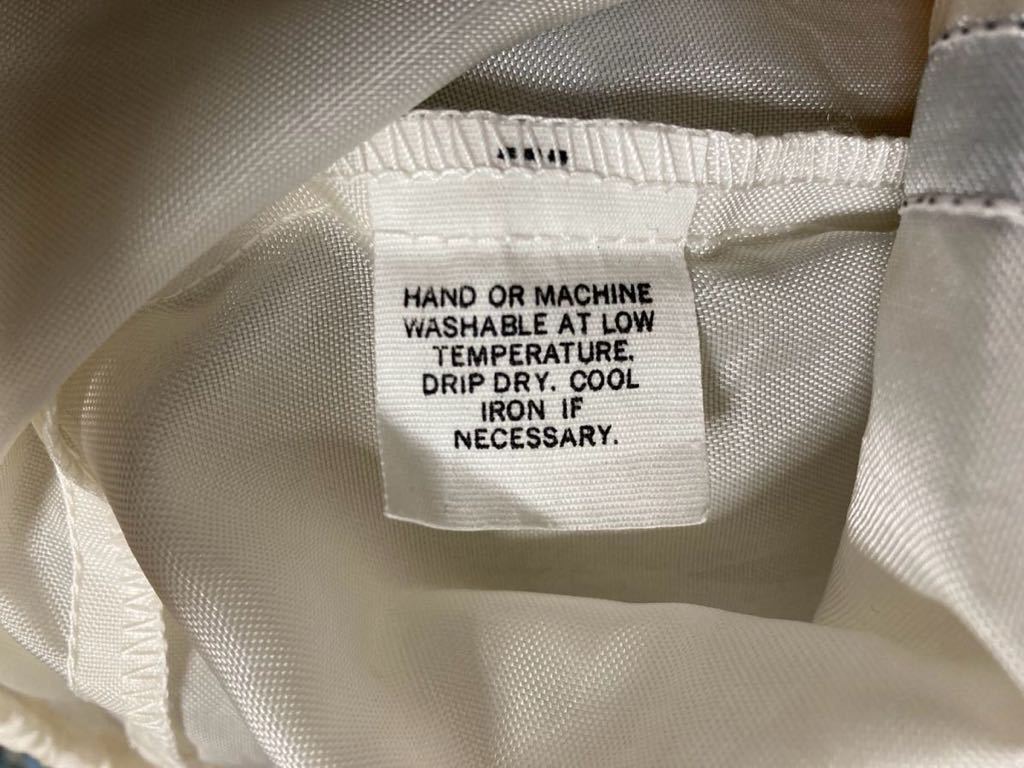 HAND OR MACHINE
WASHABLE AT LOW
TEMPERATURE.
DRIP DRY. COOL
IRON IF
NECESSARY.